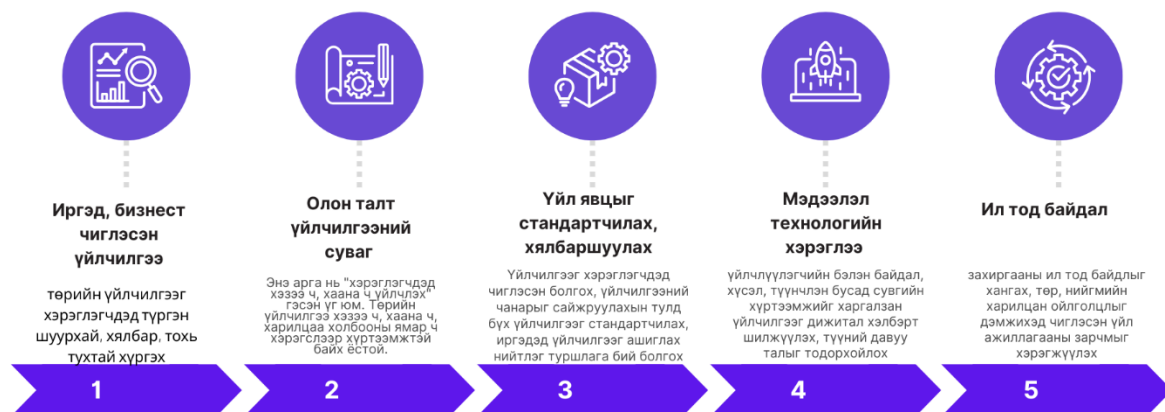 Иргэд, бизнест
чиглэсэн
үйлчилгээ
төрийн үйлчилгээг
хэрэглэгчдэд түргэн
шуурхай, хялбар, тохь
тухтай хүргэх
1
Олон талт
үйлчилгээний
суваг
Энэ арга нь "хэрэглэгчдэд
хэзээ ч, хаана ч үйлчлэх"
гэсэн үг юм. Төрийн
үйлчилгээ хэзээ ч, хаана ч,
харилцаа холбооны ямар ч
хэрэгслээр хүртээмжтэй
байх ёстой.
2
Үйл явцыг
стандартчилах,
хялбаршуулах
Үйлчилгээг хэрэглэгчдэд
чиглэсэн болгох, үйлчилгээний
чанарыг сайжруулахын тулд
бүх үйлчилгээг стандартчилах,
иргэдэд үйлчилгээг ашиглах
нийтлэг туршлага бий болгох
3
Мэдээлэл
технологийн
хэрэглээ
үйлчлүүлэгчийн бэлэн байдал,
хүсэл, түүнчлэн бусад сувгийн
хүртээмжийг харгалзан
үйлчилгээг дижитал хэлбэрт
шилжүүлэх, түүний давуу
талыг тодорхойлох
4
Ил тод байдал
захиргааны ил тод байдлыг
хангах, төр, нийгмийн
харилцан ойлголцлыг
дэмжихэд чиглэсэн үйл
ажиллагааны зарчмыг
хэрэгжүүлэх
5